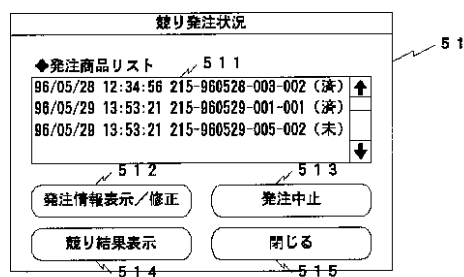 競り発注状況
51
◆発注商品リスト 511
96/05/28 12:34:56 215-960528-003-002 (済)
96/05/29 13:53:21 215-960529-001-001 (済)
96/05/29 13:53:21 215-960529-005-002 (未)
512 513
発注情報表示/修正 発注中止
競り結果表示 閉じる
514 515